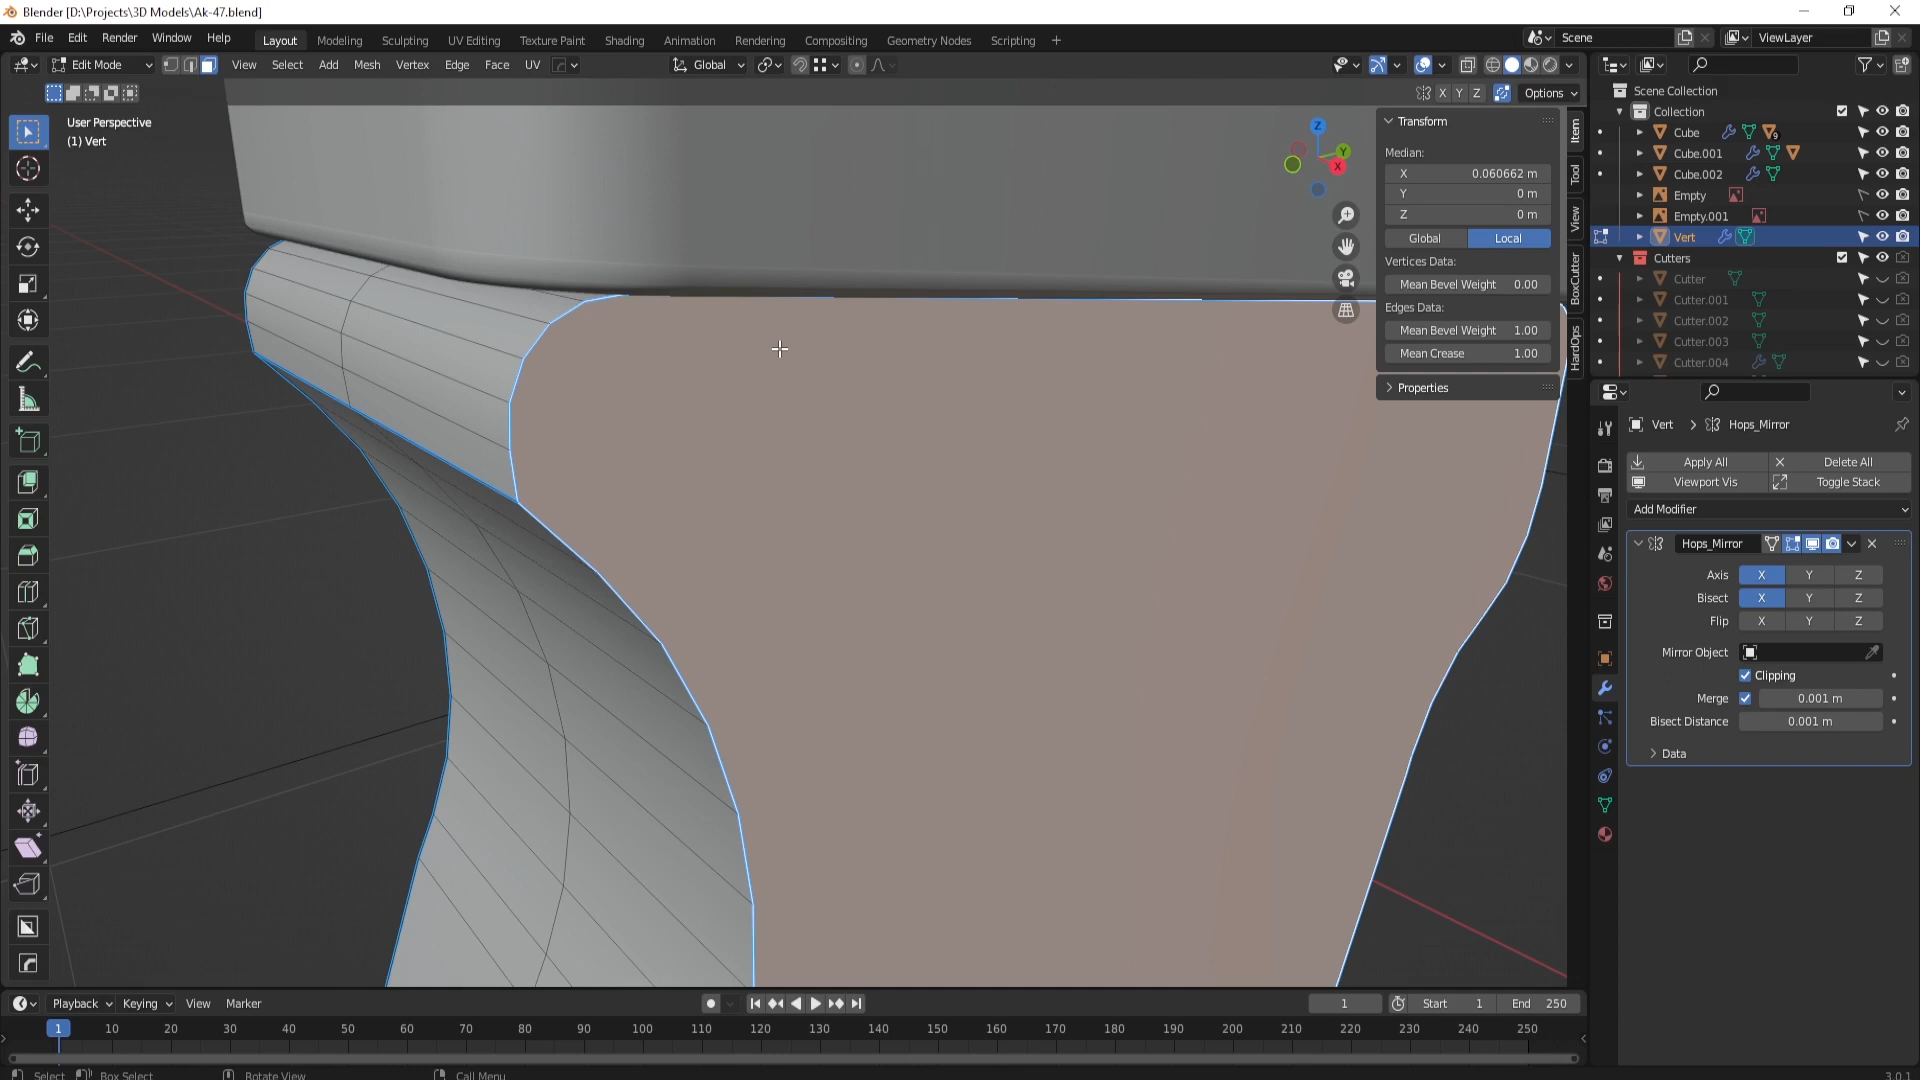 Blender [D:\Projects\3D Models\Ak-47.blend]
File Edit Render Window Help Layout Modeling Sculpting UV Editing Texture Paint Shading Animation Rendering Compositing Geometry Nodes Scripting Scene ViewLayer
Edit Mode View Select Add Mesh Vertex Edge Face UV Global
X Y Z Options
User Perspective
(1) Vert
Z Y X
Transform
Median:
X 0.060662 m
Y 0 m
Z 0 m
Global Local
Vertices Data:
Mean Bevel Weight 0.00
Edges Data:
Mean Bevel Weight 1.00
Mean Crease 1.00
Properties
Item
Tool
View
BoxCutter
HardOps
Scene Collection
Collection
Cube 9
Cube.001
Cube.002
Empty
Empty.001
Vert
Cutters
Cutter
Cutter.001
Cutter.002
Cutter.003
Cutter.004
Vert Hops_Mirror
Apply All Delete All
Viewport Vis Toggle Stack
Add Modifier
Hops_Mirror
Axis X Y Z
Bisect X Y Z
Flip X Y Z
Mirror Object
Clipping
Merge 0.001 m
Bisect Distance 0.001 m
Data
Playback Keying View Marker 1 Start 1 End 250
1 10 20 30 40 50 60 70 80 90 100 110 120 130 140 150 160 170 180 190 200 210 220 230 240 250
Select Box Select Rotate View Call Menu 3.0.1